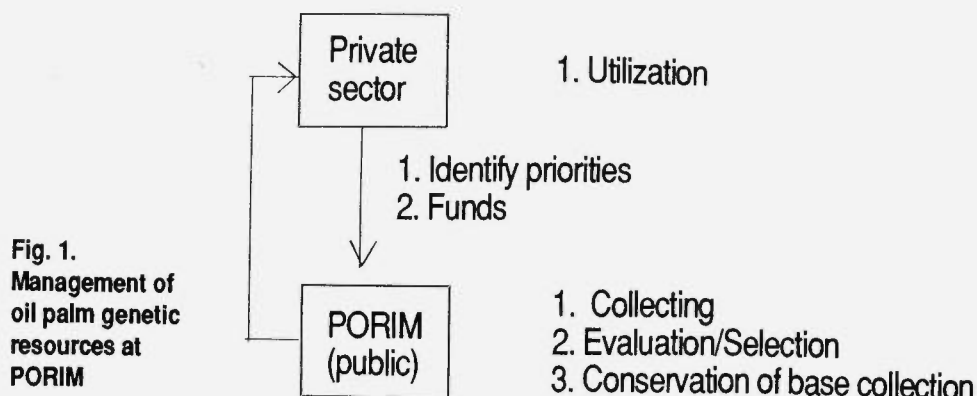 Private
sector
1. Utilization
1. Identify priorities
2. Funds
Fig. 1.
Management of
oil palm genetic
resources at
PORIM
PORIM
(public)
1. Collecting
2. Evaluation/Selection
3. Conservation of base collection